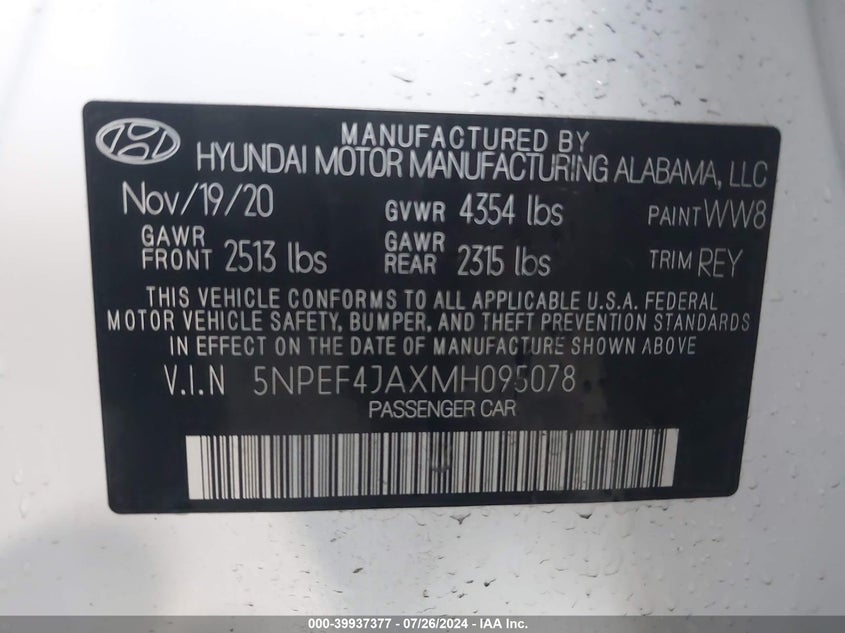 MANUFACTURED BY
HYUNDAI MOTOR MANUFACTURING ALABAMA, LLC
Nov/19/20 GVWR 4354 lbs PAINT WW8
GAWR FRONT 2513 lbs GAWR REAR 2315 lbs TRIM REY
THIS VEHICLE CONFORMS TO ALL APPLICABLE U.S.A. FEDERAL
MOTOR VEHICLE SAFETY, BUMPER, AND THEFT PREVENTION STANDARDS
IN EFFECT ON THE DATE OF MANUFACTURE SHOWN ABOVE
V.I.N 5NPEF4JAXMH095078
PASSENGER CAR
000-39937377 - 07/26/2024 - IAA Inc.